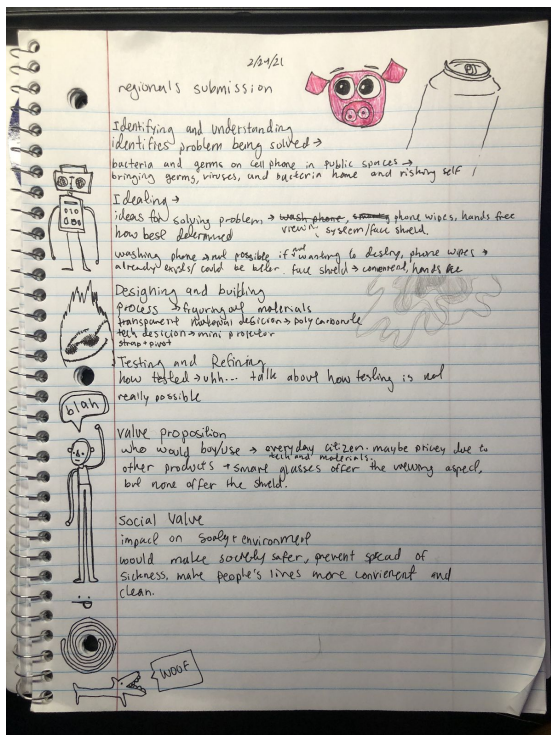 2/24/21
regionals submission
Identifying and understanding
identifies problem being solved →
bacteria and germs on cell phone in public spaces →
bringing germs, viruses, and bacteria home and risking self
Idealing →
ideas for solving problem → wash phone, phone wipes, hands free
how best determined viewing system/face shield.
washing phone → not possible if not wanting to destroy, phone wipes →
already exists/ could be better. face shield → convenient, hands free
Designing and building
process → figuring out materials
transparent material desicion → polycarbonate
tech desicion → mini projector
strap + pivot
Testing and Refining
how tested → uhh... talk about how testing is not
really possible
blah
value proposition
who would buy/use → everyday citizen. maybe pricey due to
tech and materials.
other products → smart glasses offer the viewing aspect,
but none offer the shield.
Social Value
impact on + environment
would make society safer, prevent spread of
sickness, make people's lives more convienent and
clean.
WOOF